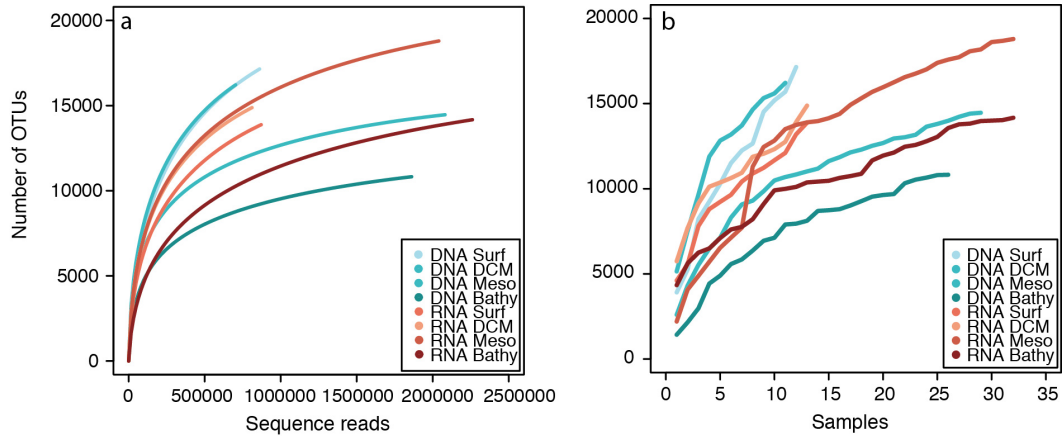 a
20000
15000
10000
5000
0
Number of OTUs
0 500000 1000000 1500000 2000000 2500000
Sequence reads
DNA Surf
DNA DCM
DNA Meso
DNA Bathy
RNA Surf
RNA DCM
RNA Meso
RNA Bathy
b
20000
15000
10000
5000
0
0 5 10 15 20 25 30 35
Samples
DNA Surf
DNA DCM
DNA Meso
DNA Bathy
RNA Surf
RNA DCM
RNA Meso
RNA Bathy